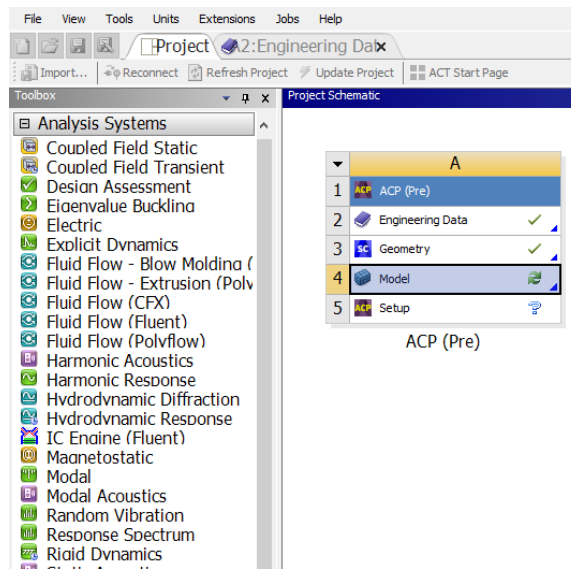 File View Tools Units Extensions Jobs Help
Project A2:Engineering Dat
Import... Reconnect Refresh Project Update Project ACT Start Page
Toolbox
Project Schematic
Analysis Systems
Coupled Field Static
Coupled Field Transient
Design Assessment
Eigenvalue Buckling
Electric
Explicit Dynamics
Fluid Flow - Blow Molding (
Fluid Flow - Extrusion (Polv
Fluid Flow (CFX)
Fluid Flow (Fluent)
Fluid Flow (Polyflow)
Harmonic Acoustics
Harmonic Response
Hydrodynamic Diffraction
Hydrodynamic Response
IC Engine (Fluent)
Magnetostatic
Modal
Modal Acoustics
Random Vibration
Response Spectrum
Rigid Dynamics
A
1 ACP ACP (Pre)
2 Engineering Data
3 SC Geometry
4 Model
5 ACP Setup
ACP (Pre)